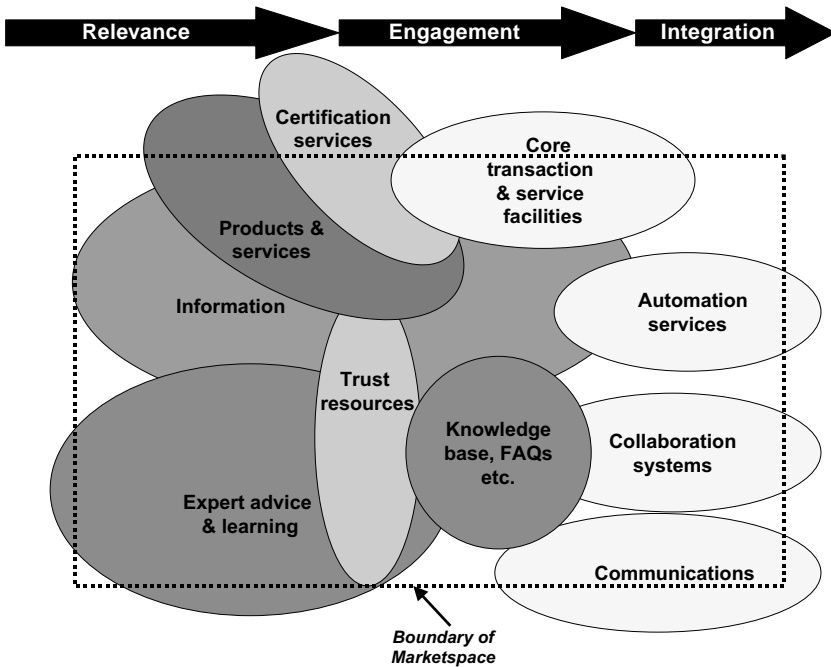 Relevance
Engagement
Integration
Certification
services
Core
transaction
& service
facilities
Products &
services
Information
Automation
services
Trust
resources
Knowledge
base, FAQs
etc.
Collaboration
systems
Expert advice
& learning
Communications
Boundary of
Marketspace